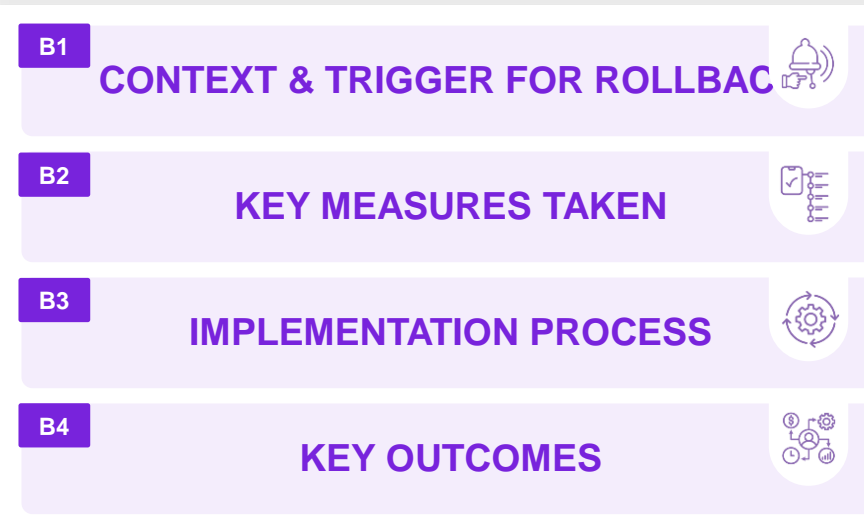 B1
CONTEXT & TRIGGER FOR ROLLBAC
B2
KEY MEASURES TAKEN
B3
IMPLEMENTATION PROCESS
B4
KEY OUTCOMES